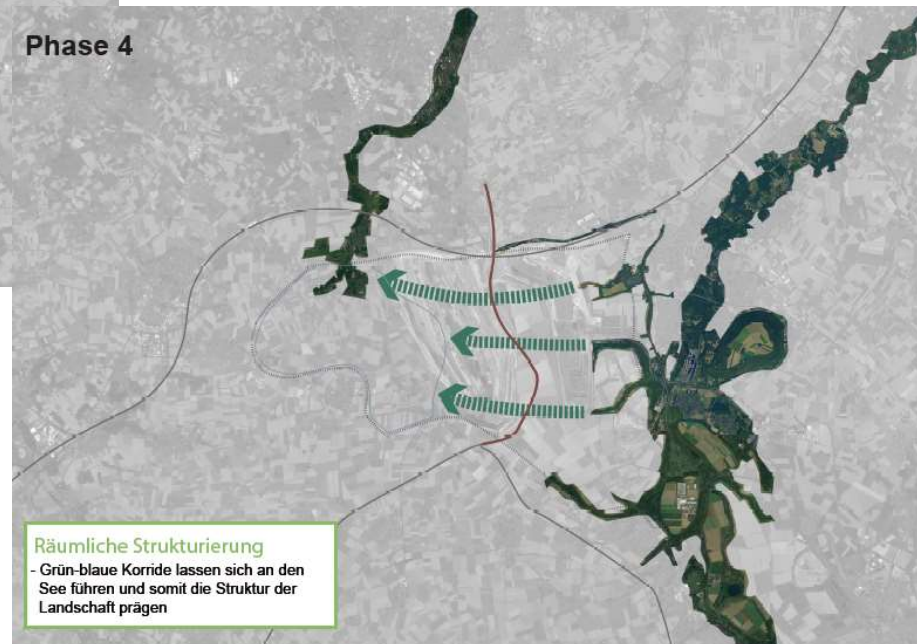 Phase 4
Räumliche Strukturierung
- Grün-blaue Korride lassen sich an den
See führen und somit die Struktur der
Landschaft prägen